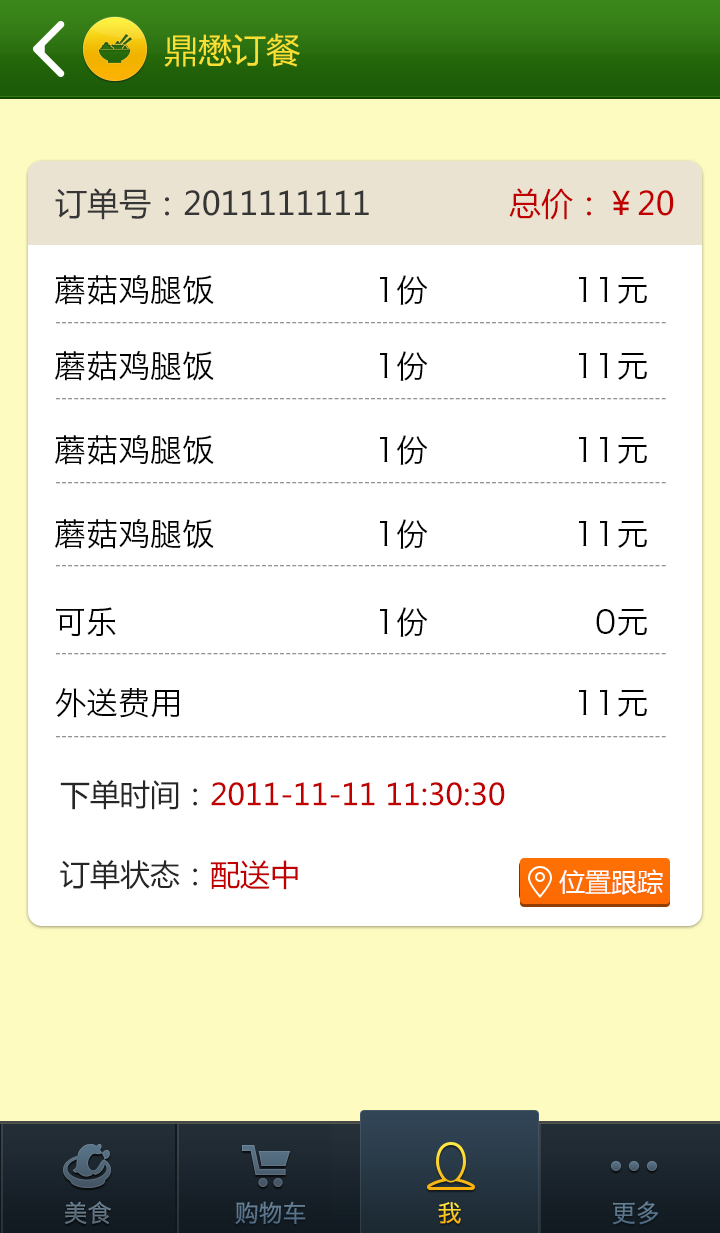 鼎懋订餐
订单号：2011111111 总价：￥20
蘑菇鸡腿饭 1份 11元
蘑菇鸡腿饭 1份 11元
蘑菇鸡腿饭 1份 11元
蘑菇鸡腿饭 1份 11元
可乐 1份 0元
外送费用 11元
下单时间：2011-11-11 11:30:30
订单状态：配送中 位置跟踪
美食 购物车 我 更多